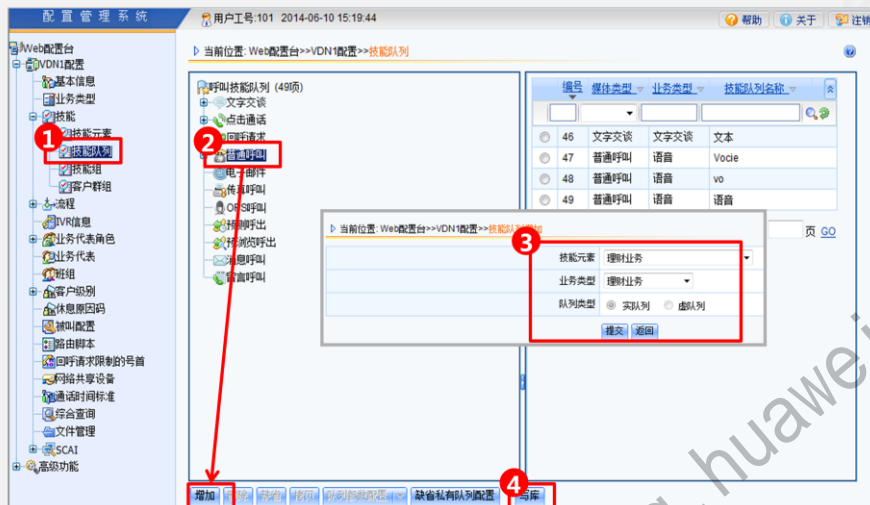 配置管理系统
用户工号:101 2014-06-10 15:19:44
帮助 关于 注销
Web配置台
VDN1配置
基本信息
业务类型
技能
技能元素
1
技能队列
技能组
客户群组
流程
IVR信息
业务代表角色
业务代表
班组
客户级别
休息原因码
被叫配置
路由脚本
回呼请求限制的号首
网络共享设备
通话时间标准
综合查询
文件管理
SCAI
高级功能
当前位置: Web配置台>>VDN1配置>>技能队列
呼叫技能队列 (49项)
文字交谈
点击通话
回呼请求
2
普通呼叫
电子邮件
传真呼叫
OPS呼叫
预测呼出
预浏览呼出
消息呼叫
留言呼叫
编号 媒体类型 业务类型 技能队列名称
46 文字交谈 文字交谈 文本
47 普通呼叫 语音 Vocie
48 普通呼叫 语音 vo
49 普通呼叫 语音 语音
页 GO
当前位置: Web配置台>>VDN1配置>>技能队列增加
3
技能元素 理财业务
业务类型 理财业务
队列类型 实队列 虚队列
提交 返回
增加
缺省私有队列配置
4
写库
huawei